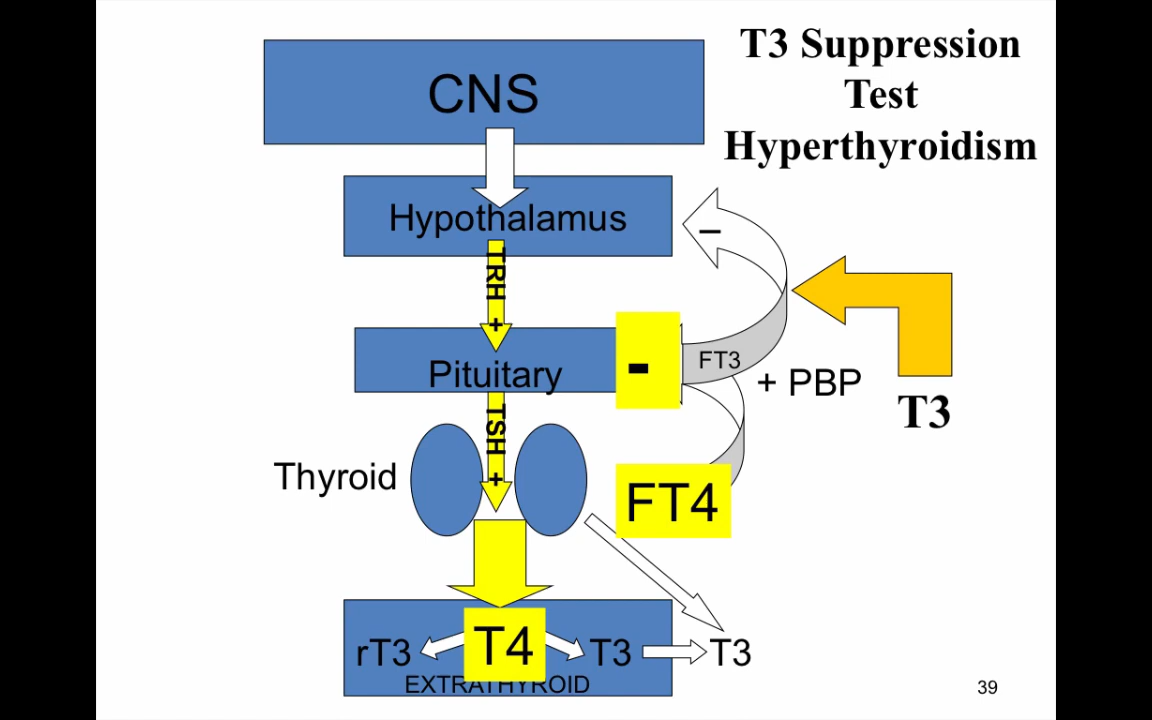 T3 Suppression
Test
Hyperthyroidism
CNS
Hypothalamus
–
TRH +
Pituitary
-
FT3
+ PBP
T3
TSH +
Thyroid
FT4
rT3
T4
T3
T3
EXTRATHYROID
39